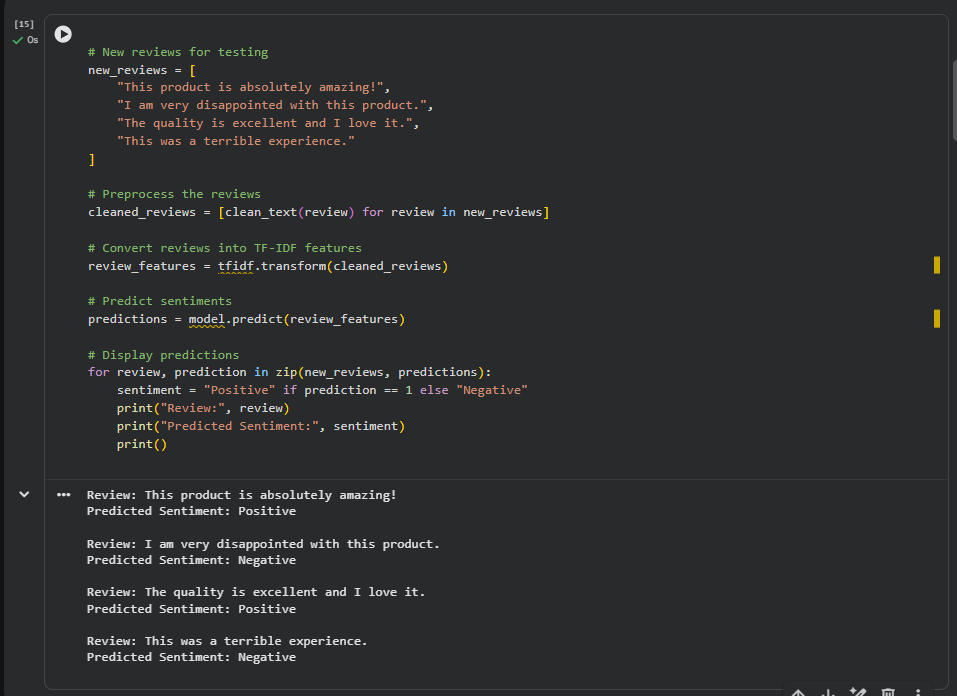 [15]
0s
# New reviews for testing
new_reviews = [
    "This product is absolutely amazing!",
    "I am very disappointed with this product.",
    "The quality is excellent and I love it.",
    "This was a terrible experience."
]
# Preprocess the reviews
cleaned_reviews = [clean_text(review) for review in new_reviews]
# Convert reviews into TF-IDF features
review_features = tfidf.transform(cleaned_reviews)
# Predict sentiments
predictions = model.predict(review_features)
# Display predictions
for review, prediction in zip(new_reviews, predictions):
    sentiment = "Positive" if prediction == 1 else "Negative"
    print("Review:", review)
    print("Predicted Sentiment:", sentiment)
    print()
Review: This product is absolutely amazing!
Predicted Sentiment: Positive
Review: I am very disappointed with this product.
Predicted Sentiment: Negative
Review: The quality is excellent and I love it.
Predicted Sentiment: Positive
Review: This was a terrible experience.
Predicted Sentiment: Negative